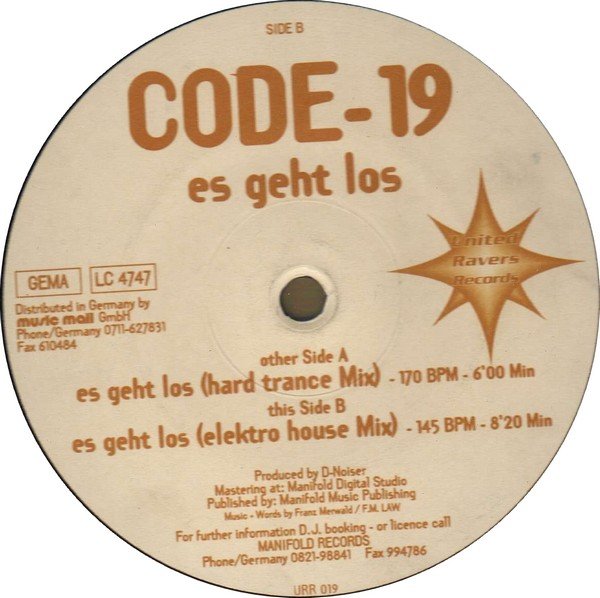 SIDE B
CODE-19
es geht los
United
Ravers
Records
GEMA
LC 4747
Distributed in Germany by
music mail GmbH
Phone/Germany 0711-627831
Fax 610484
other Side A
es geht los (hard trance Mix) - 170 BPM - 6'00 Min
this Side B
es geht los (elektro house Mix) - 145 BPM - 8'20 Min
Produced by D-Noiser
Mastering at: Manifold Digital Studio
Published by: Manifold Music Publishing
Music - Words by Franz Merwald / F.M. LAW
For further information D.J. booking - or licence call
MANIFOLD RECORDS
Phone/Germany 0821-98841 Fax 994786
URR 019